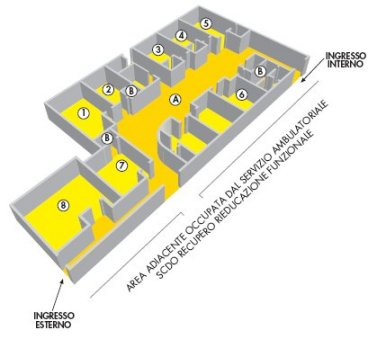 5
4
3
INGRESSO
INTERNO
B
2
B
A
6
1
B
7
8
AREA ADIACENTE OCCUPATA DAL SERVIZIO AMBULATORIALE
SCDO RECUPERO RIEDUCAZIONE FUNZIONALE
INGRESSO
ESTERNO